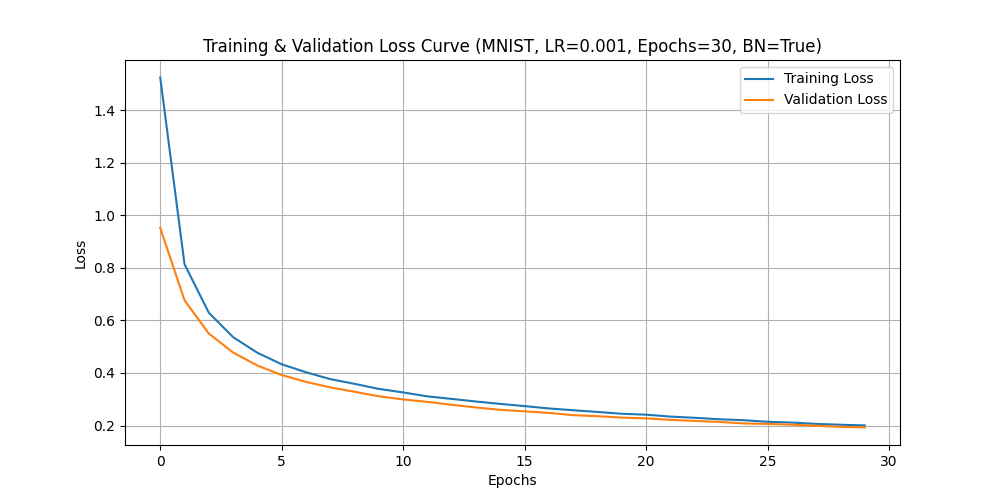 Training & Validation Loss Curve (MNIST, LR=0.001, Epochs=30, BN=True)
Training Loss
Validation Loss
1.4
1.2
1.0
0.8
0.6
0.4
0.2
Loss
0 5 10 15 20 25 30
Epochs